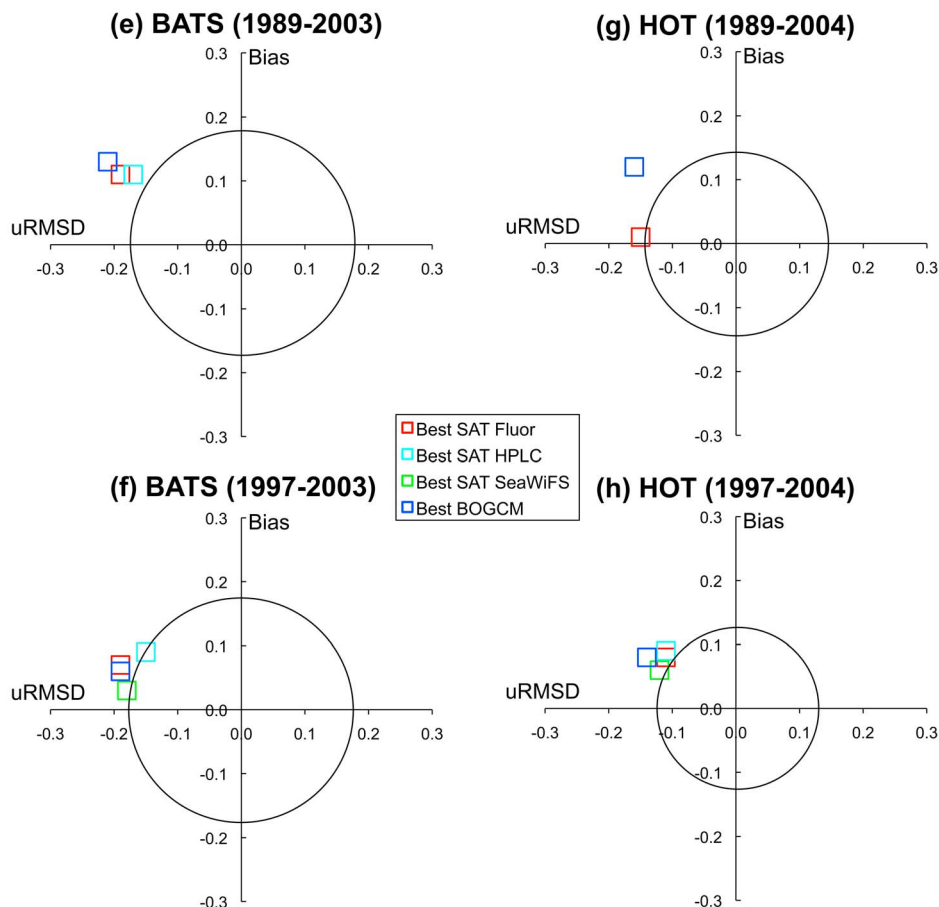 (e) BATS (1989-2003)
0.3
Bias
0.2
0.1
uRMSD
0.0
-0.3 -0.2 -0.1 0.0 0.1 0.2 0.3
-0.1
-0.2
-0.3
(g) HOT (1989-2004)
0.3
Bias
0.2
0.1
uRMSD
0.0
-0.3 -0.2 -0.1 0.0 0.1 0.2 0.3
-0.1
-0.2
-0.3
Best SAT Fluor
Best SAT HPLC
Best SAT SeaWiFS
Best BOGCM
(f) BATS (1997-2003)
0.3
Bias
0.2
0.1
uRMSD
0.0
-0.3 -0.2 -0.1 0.0 0.1 0.2 0.3
-0.1
-0.2
-0.3
(h) HOT (1997-2004)
0.3
Bias
0.2
0.1
uRMSD
0.0
-0.3 -0.2 -0.1 0.0 0.1 0.2 0.3
-0.1
-0.2
-0.3